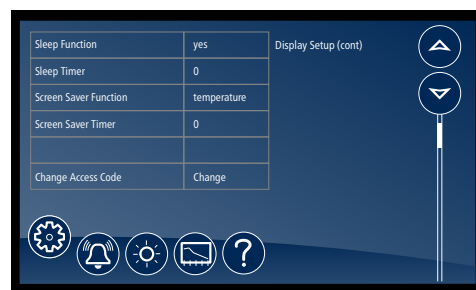 Sleep Function yes Display Setup (cont)
Sleep Timer 0
Screen Saver Function temperature
Screen Saver Timer 0
Change Access Code Change
?